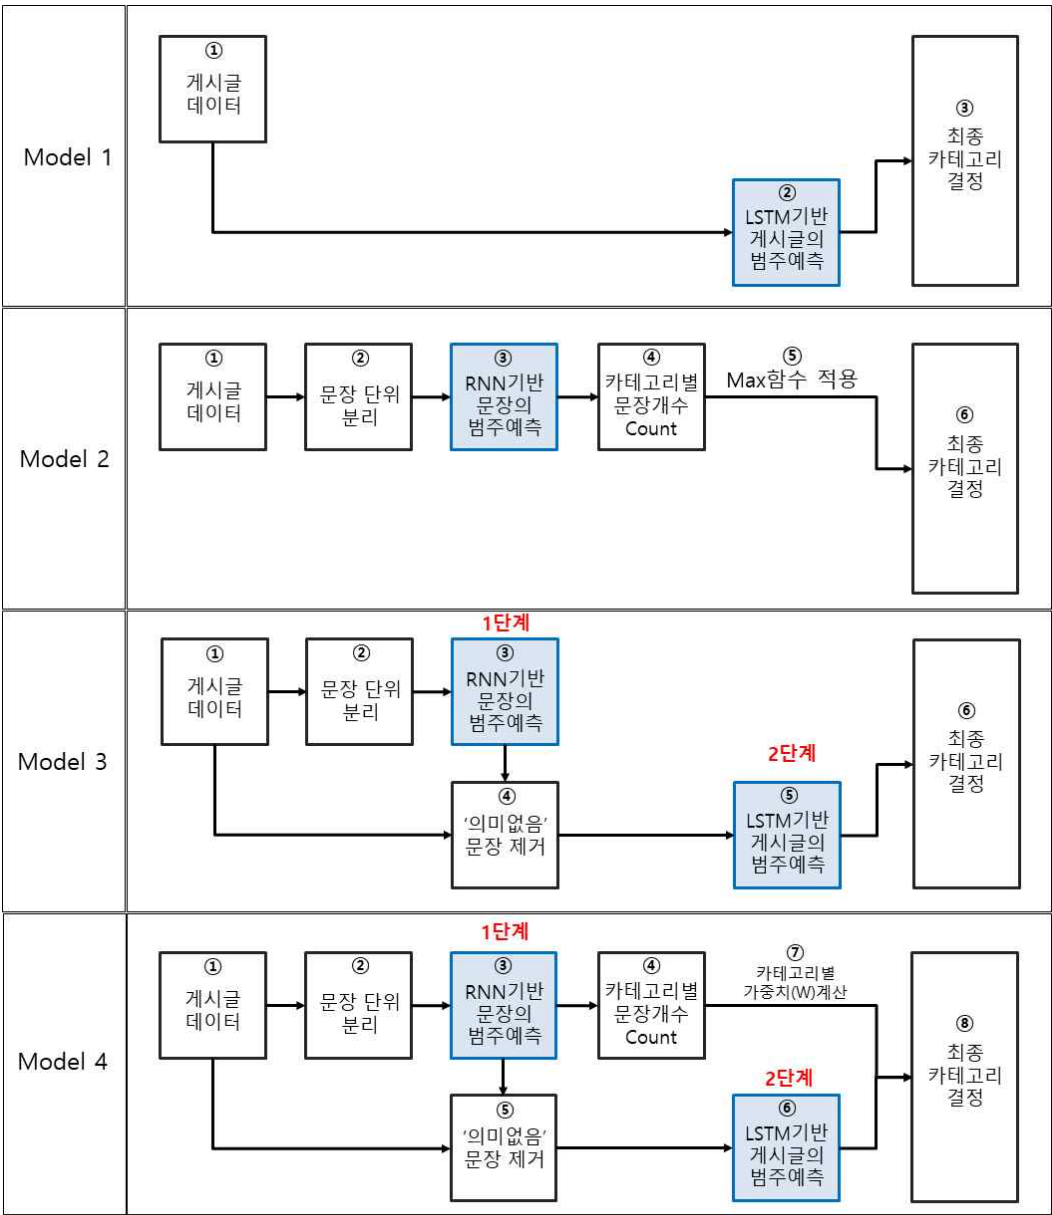 Model 1
①
게시글
데이터
②
LSTM기반
게시글의
범주예측
③
최종
카테고리
결정
Model 2
①
게시글
데이터
②
문장 단위
분리
③
RNN기반
문장의
범주예측
④
카테고리별
문장개수
Count
⑤
Max함수 적용
⑥
최종
카테고리
결정
Model 3
①
게시글
데이터
②
문장 단위
분리
1단계
③
RNN기반
문장의
범주예측
④
‘의미없음’
문장 제거
2단계
⑤
LSTM기반
게시글의
범주예측
⑥
최종
카테고리
결정
Model 4
①
게시글
데이터
②
문장 단위
분리
1단계
③
RNN기반
문장의
범주예측
④
카테고리별
문장개수
Count
⑦
카테고리별
가중치(W)계산
⑤
‘의미없음’
문장 제거
2단계
⑥
LSTM기반
게시글의
범주예측
⑧
최종
카테고리
결정